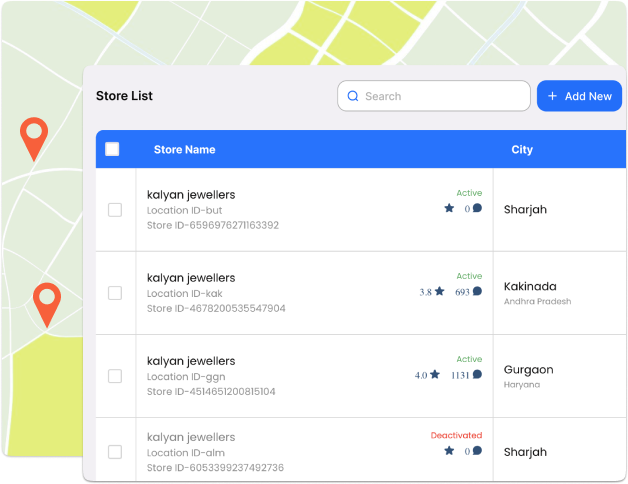 Store List
Search
+ Add New
Store Name
City
kalyan jewellers
Location ID-but
Store ID-6596976271163392
Active
0
Sharjah
kalyan jewellers
Location ID-kak
Store ID-4678200535547904
Active
3.8 693
Kakinada
Andhra Pradesh
kalyan jewellers
Location ID-ggn
Store ID-4514651200815104
Active
4.0 1131
Gurgaon
Haryana
kalyan jewellers
Location ID-alm
Store ID-6053399237492736
Deactivated
0
Sharjah